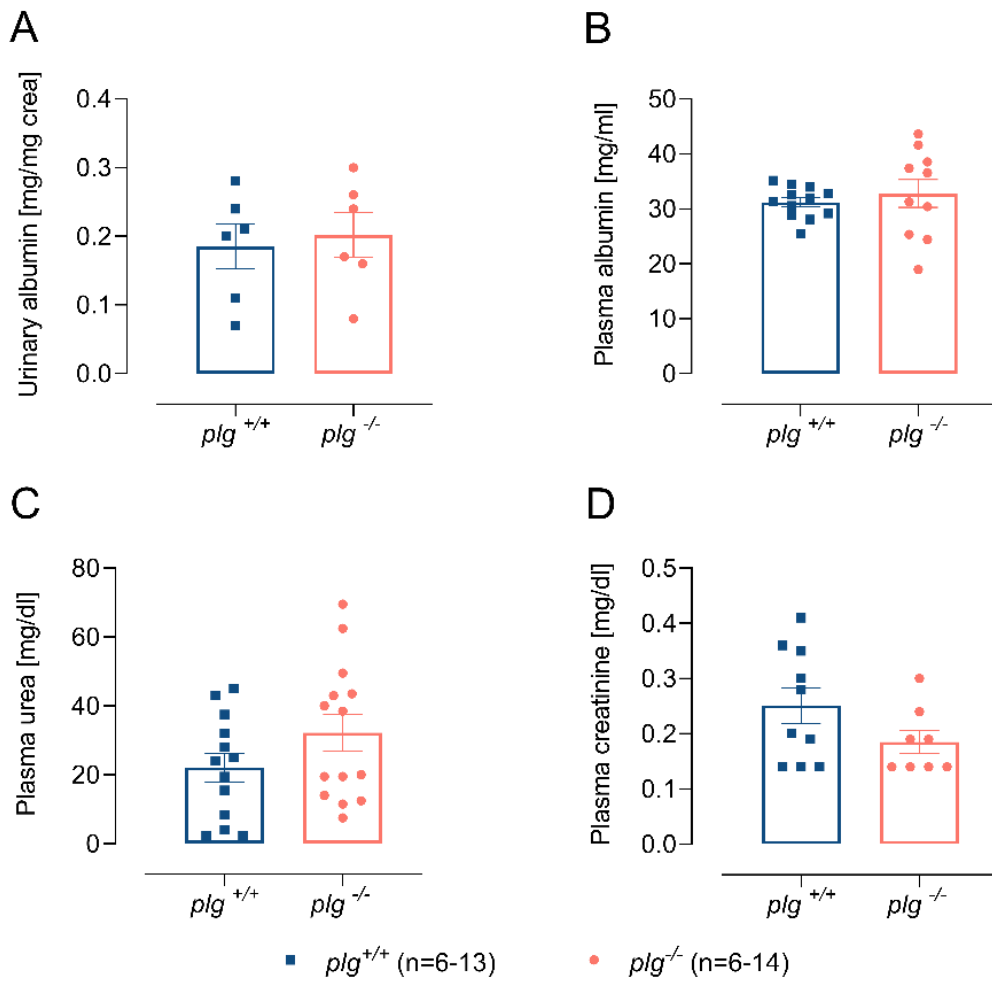 A
Urinary albumin [mg/mg crea]
0.4
0.3
0.2
0.1
0.0
plg +/+
plg -/-
B
Plasma albumin [mg/ml]
50
40
30
20
10
0
plg +/+
plg -/-
C
Plasma urea [mg/dl]
80
60
40
20
0
plg +/+
plg -/-
D
Plasma creatinine [mg/dl]
0.5
0.4
0.3
0.2
0.1
0.0
plg +/+
plg -/-
plg+/+ (n=6-13)
plg-/- (n=6-14)